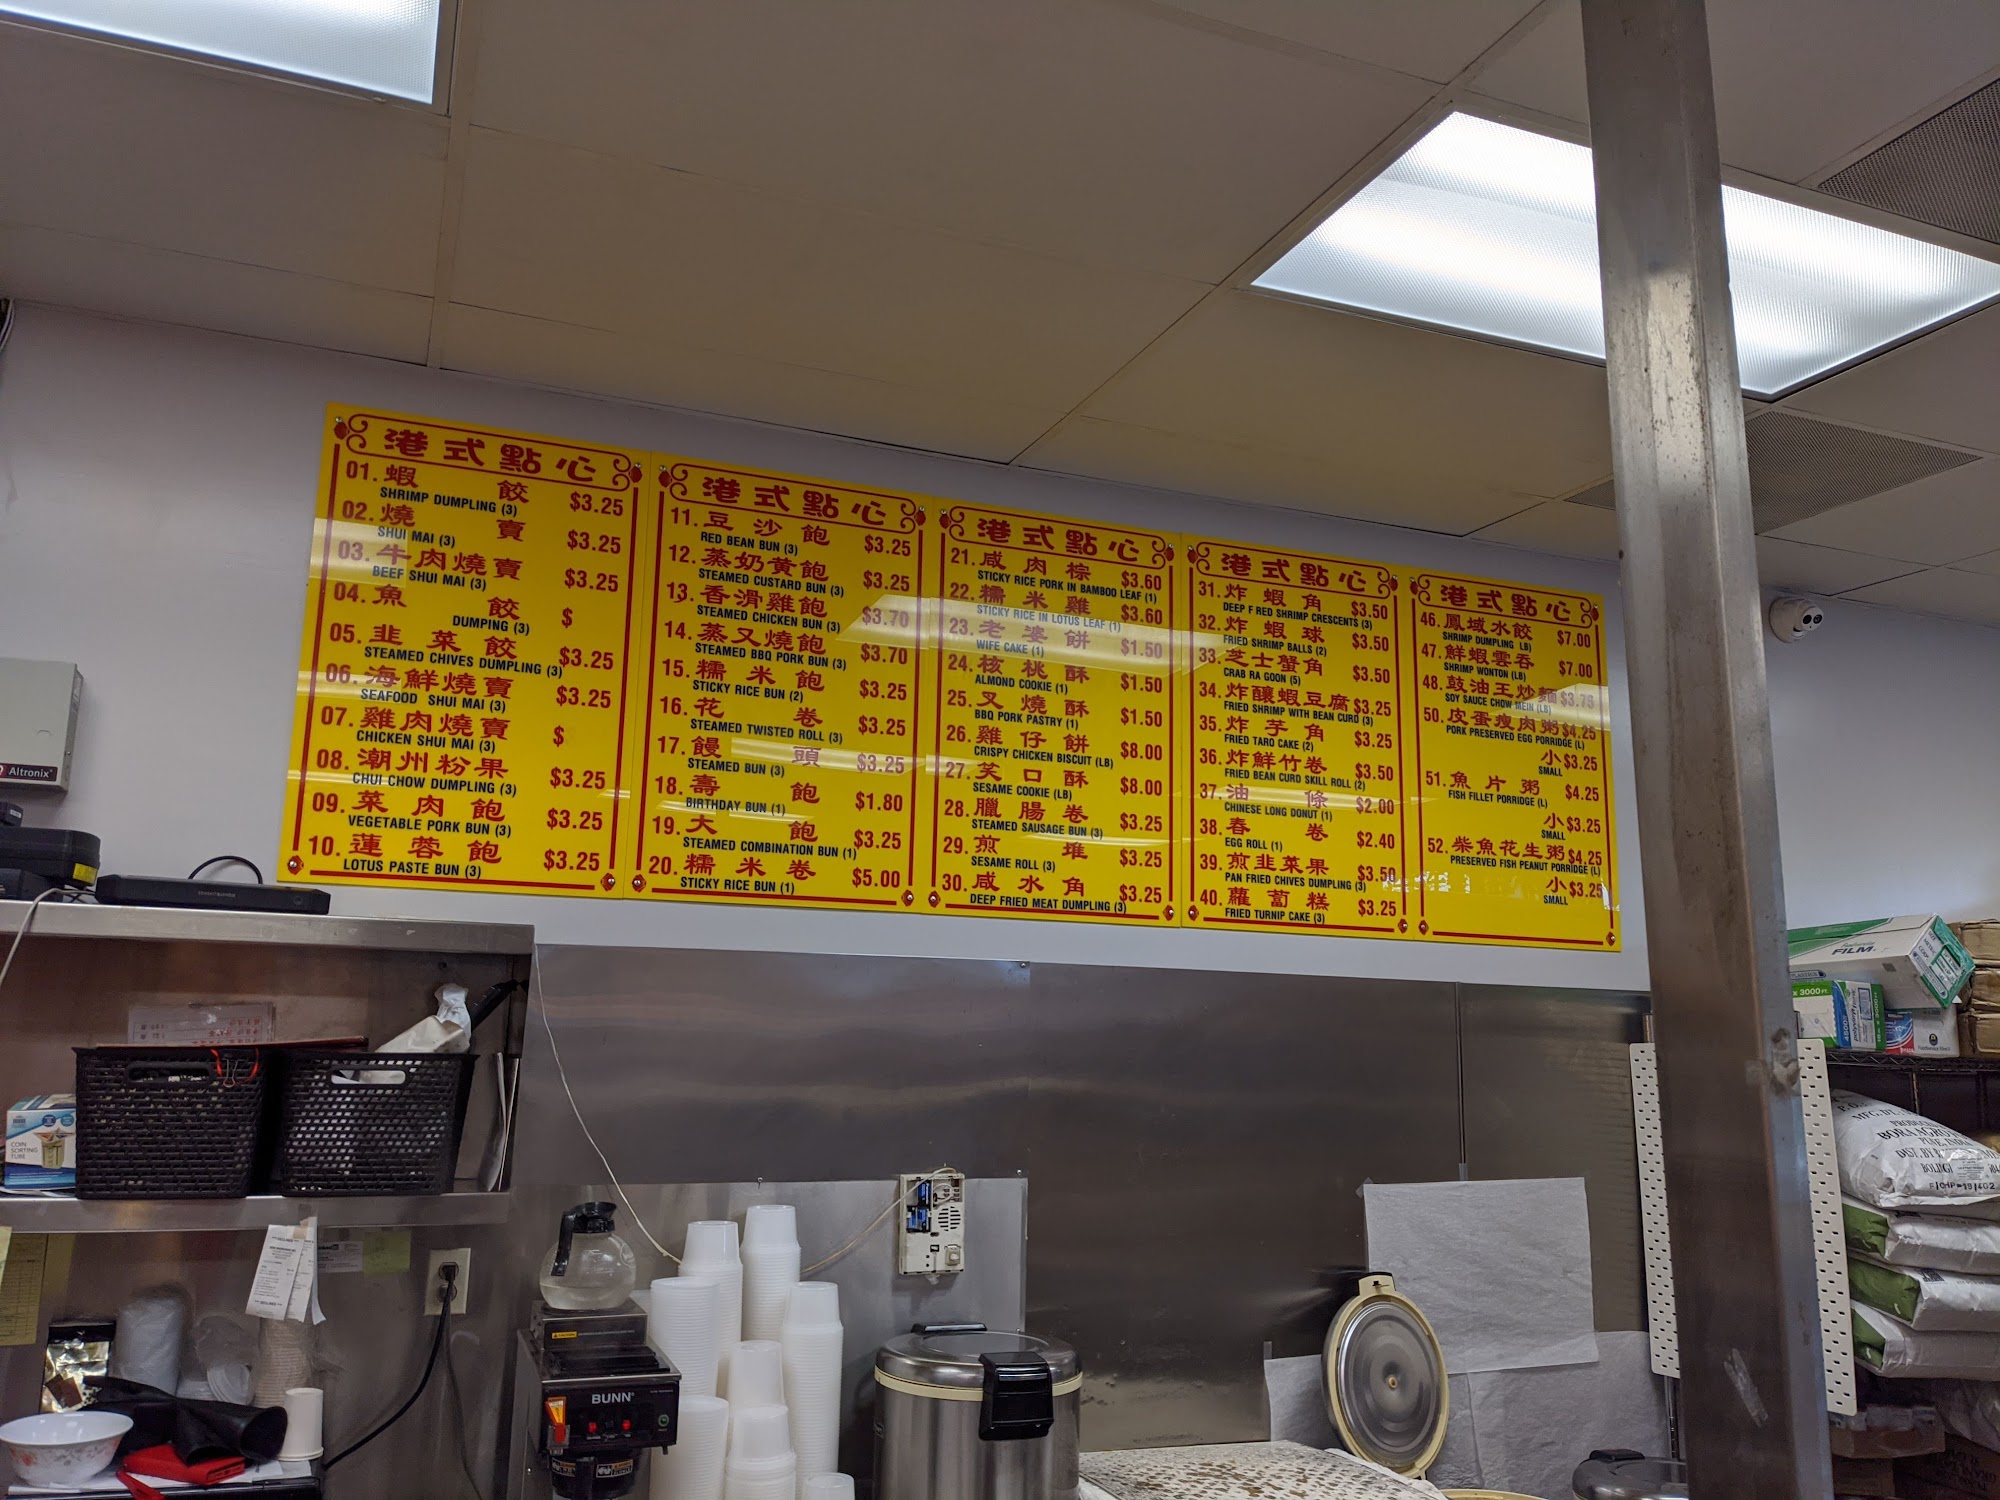 港式點心
01. 蝦餃 $3.25
SHRIMP DUMPLING (3)
02. 燒賣 $3.25
SHUI MAI (3)
03. 牛肉燒賣 $3.25
BEEF SHUI MAI (3)
04. 魚餃 $
DUMPING (3)
05. 韭菜餃 $3.25
STEAMED CHIVES DUMPLING (3)
06. 海鮮燒賣 $3.25
SEAFOOD SHUI MAI (3)
07. 雞肉燒賣 $
CHICKEN SHUI MAI (3)
08. 潮州粉果 $3.25
CHUI CHOW DUMPLING (3)
09. 菜肉飽 $3.25
VEGETABLE PORK BUN (3)
10. 蓮蓉飽 $3.25
LOTUS PASTE BUN (3)
港式點心
11. 豆沙飽 $3.25
RED BEAN BUN (3)
12. 蒸奶黄飽 $3.25
STEAMED CUSTARD BUN (3)
13. 香滑雞飽 $3.70
STEAMED CHICKEN BUN (3)
14. 蒸叉燒飽 $3.70
STEAMED BBQ PORK BUN (3)
15. 糯米飽 $3.25
STICKY RICE BUN (2)
16. 花卷 $3.25
STEAMED TWISTED ROLL (3)
17. 饅頭 $3.25
STEAMED BUN (3)
18. 壽飽 $1.80
BIRTHDAY BUN (1)
19. 大飽 $3.25
STEAMED COMBINATION BUN (1)
20. 糯米卷 $5.00
STICKY RICE BUN (1)
港式點心
21. 咸肉棕 $3.60
STICKY RICE PORK IN BAMBOO LEAF (1)
22. 糯米雞 $3.60
STICKY RICE IN LOTUS LEAF (1)
23. 老婆餅 $1.50
WIFE CAKE (1)
24. 核桃酥 $1.50
ALMOND COOKIE (1)
25. 叉燒酥 $1.50
BBQ PORK PASTRY (1)
26. 雞仔餅 $8.00
CRISPY CHICKEN BISCUIT (LB)
27. 笑口酥 $8.00
SESAME COOKIE (LB)
28. 臘腸卷 $3.25
STEAMED SAUSAGE BUN (3)
29. 煎堆 $3.25
SESAME ROLL (3)
30. 咸水角 $3.25
DEEP FRIED MEAT DUMPLING (3)
港式點心
31. 炸蝦角 $3.50
DEEP F RED SHRIMP CRESCENTS (3)
32. 炸蝦球 $3.50
FRIED SHRIMP BALLS (2)
33. 芝士蟹角 $3.50
CRAB RA GOON (5)
34. 炸釀蝦豆腐 $3.25
FRIED SHRIMP WITH BEAN CURD (3)
35. 炸芋角 $3.25
FRIED TARO CAKE (2)
36. 炸鮮竹卷 $3.50
FRIED BEAN CURD SKILL ROLL (2)
37. 油條 $2.00
CHINESE LONG DONUT (1)
38. 春卷 $2.40
EGG ROLL (1)
39. 煎韭菜果 $3.50
PAN FRIED CHIVES DUMPLING (3)
40. 蘿蔔糕 $3.25
FRIED TURNIP CAKE (3)
港式點心
46. 鳳城水餃 $7.00
SHRIMP DUMPLING LB)
47. 鮮蝦雲吞 $7.00
SHRIMP WONTON (LB)
48. 鼓油王炒麵 $3.75
SOY SAUCE CHOW MEIN (LB)
50. 皮蛋瘦肉粥 $4.25
PORK PRESERVED EGG PORRIDGE (L)
小 $3.25
SMALL
51. 魚片粥 $4.25
FISH FILLET PORRIDGE (L)
小 $3.25
SMALL
52. 柴魚花生粥 $4.25
PRESERVED FISH PEANUT PORRIDGE (L)
小 $3.25
SMALL
Altronix
COIN
SORTING
TUBE
BUNN
FILM
X 3000 FT.
BORA AGRO